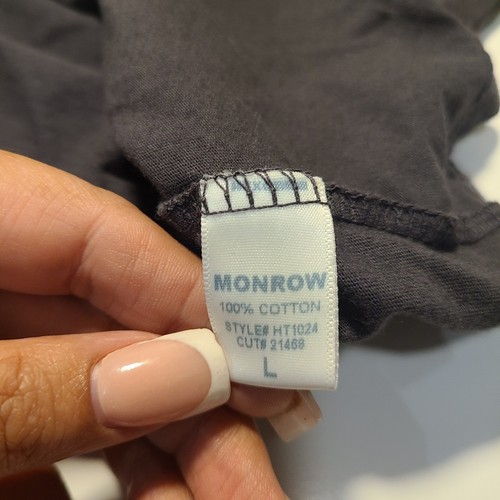 MONROW
100% COTTON
STYLE# HT1024
CUT# 21469
L